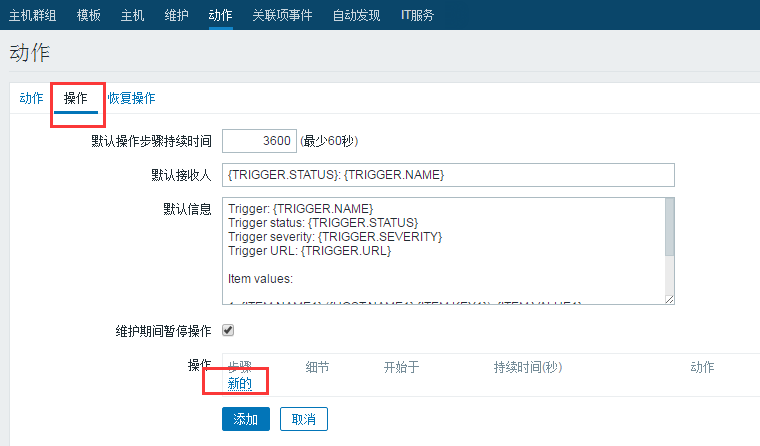 主机群组 模板 主机 维护 动作 关联项事件 自动发现 IT服务
动作
动作 操作 恢复操作
默认操作步骤持续时间 3600 (最少60秒)
默认接收人 {TRIGGER.STATUS}: {TRIGGER.NAME}
默认信息 Trigger: {TRIGGER.NAME}
Trigger status: {TRIGGER.STATUS}
Trigger severity: {TRIGGER.SEVERITY}
Trigger URL: {TRIGGER.URL}
Item values:
维护期间暂停操作
操作 步骤 细节 开始于 持续时间(秒) 动作
新的
添加 取消